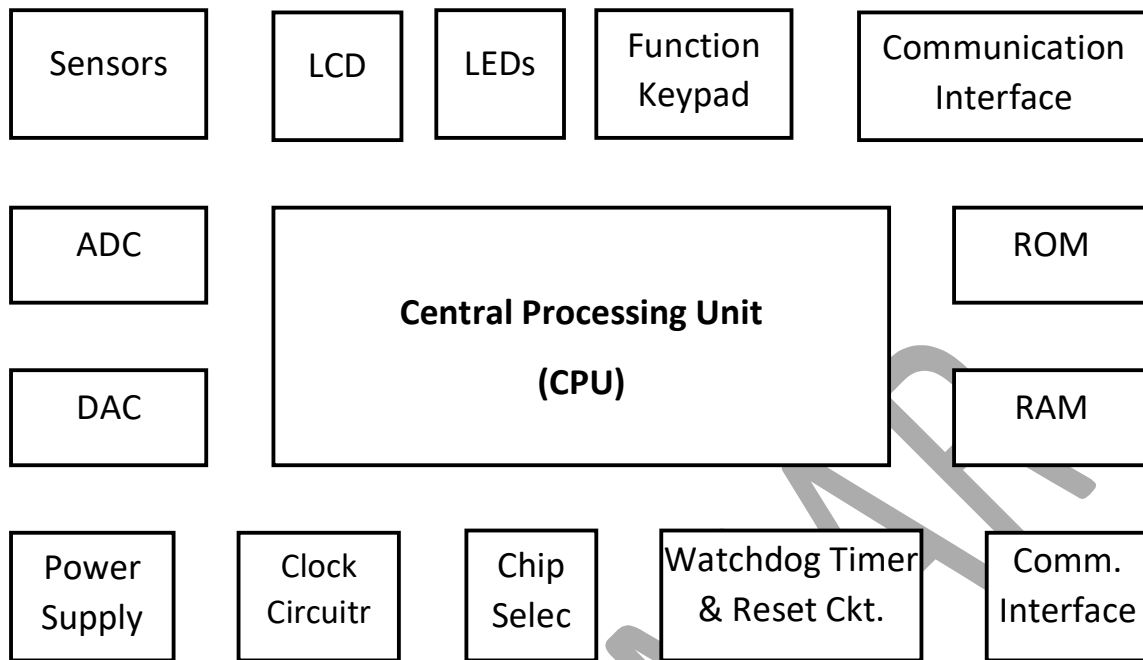 Sensors
LCD
LEDs
Function
Keypad
Communication
Interface
ADC
Central Processing Unit
(CPU)
ROM
DAC
RAM
Power
Supply
Clock
Circuitr
Chip
Selec
Watchdog Timer
& Reset Ckt.
Comm.
Interface